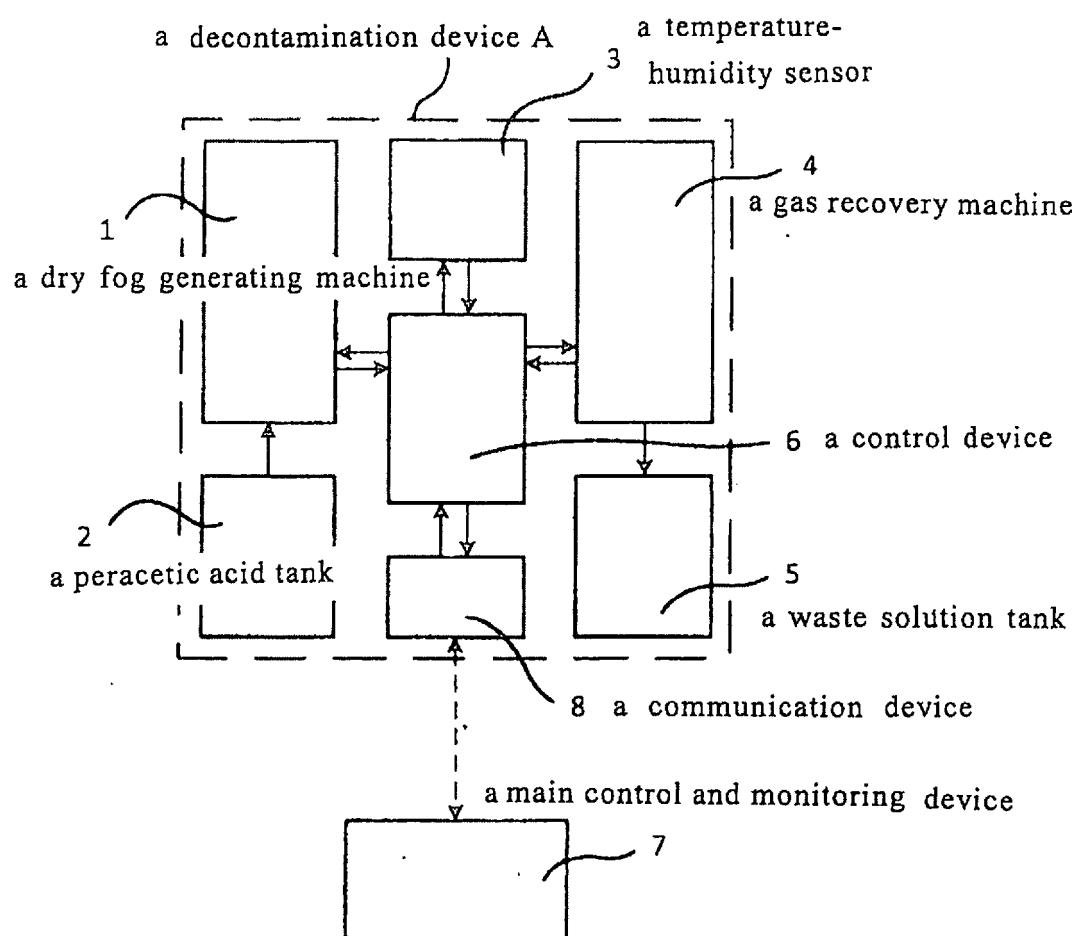 a decontamination device A
3
a temperature-
humidity sensor
4
a gas recovery machine
1
a dry fog generating machine
6 a control device
2
a peracetic acid tank
5
a waste solution tank
8 a communication device
a main control and monitoring device
7